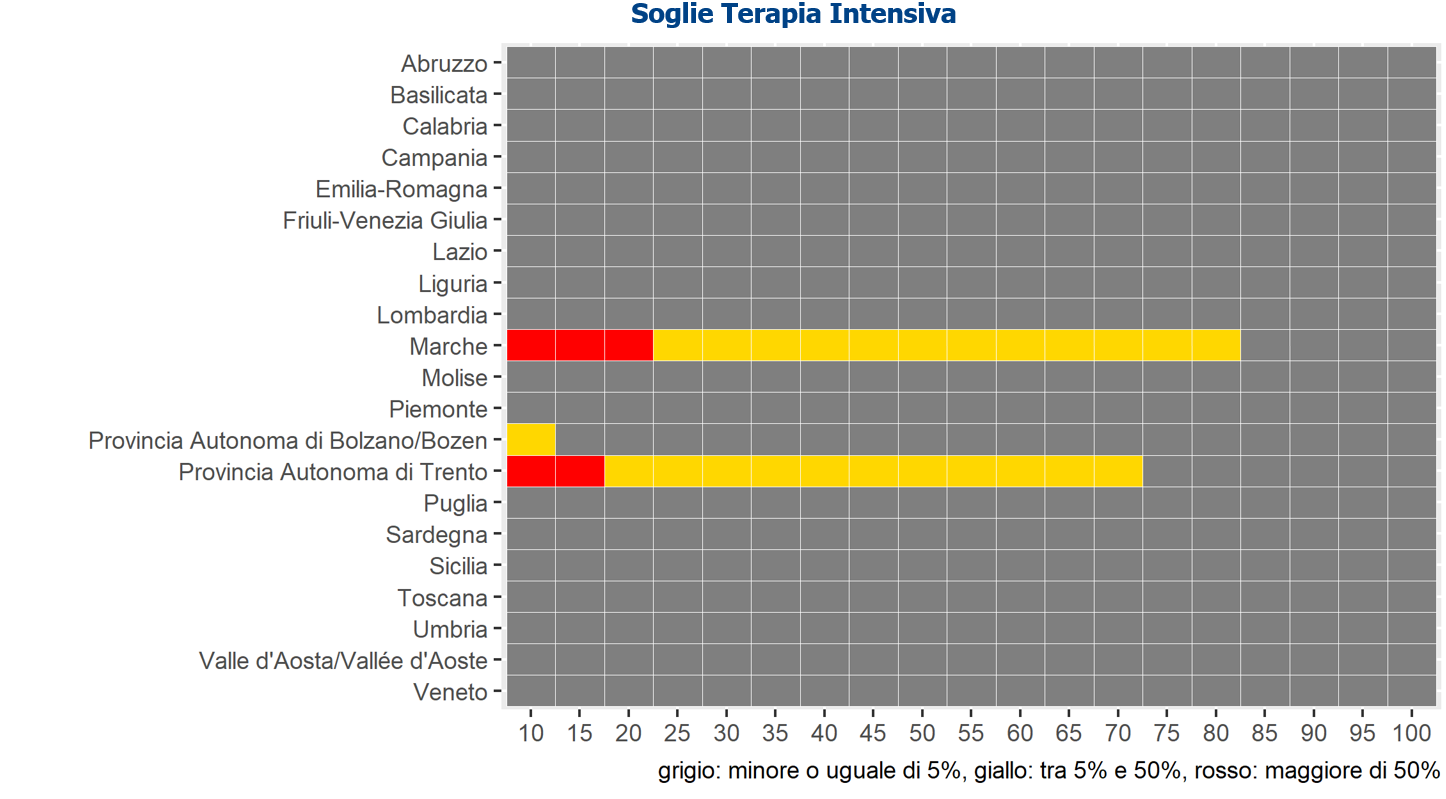 Soglie Terapia Intensiva
Abruzzo
Basilicata
Calabria
Campania
Emilia-Romagna
Friuli-Venezia Giulia
Lazio
Liguria
Lombardia
Marche
Molise
Piemonte
Provincia Autonoma di Bolzano/Bozen
Provincia Autonoma di Trento
Puglia
Sardegna
Sicilia
Toscana
Umbria
Valle d'Aosta/Vallée d'Aoste
Veneto
10 15 20 25 30 35 40 45 50 55 60 65 70 75 80 85 90 95 100
grigio: minore o uguale di 5%, giallo: tra 5% e 50%, rosso: maggiore di 50%